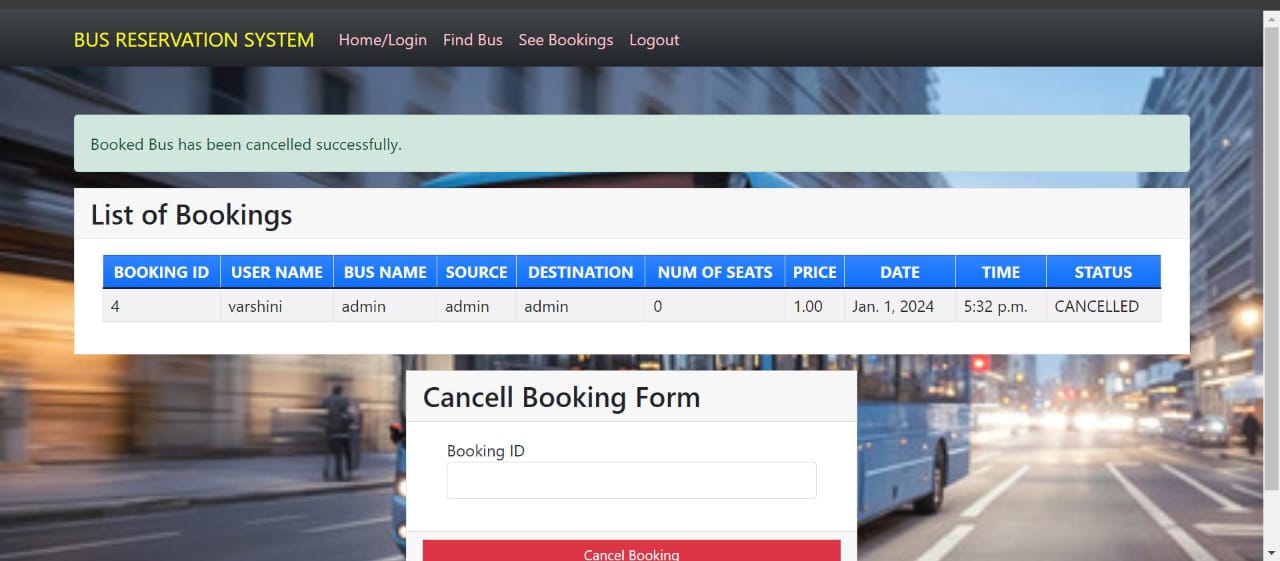 BUS RESERVATION SYSTEM Home/Login Find Bus See Bookings Logout
Booked Bus has been cancelled successfully.
List of Bookings
BOOKING ID USER NAME BUS NAME SOURCE DESTINATION NUM OF SEATS PRICE DATE TIME STATUS
4 varshini admin admin admin 0 1.00 Jan. 1, 2024 5:32 p.m. CANCELLED
Cancell Booking Form
Booking ID
Cancel Booking